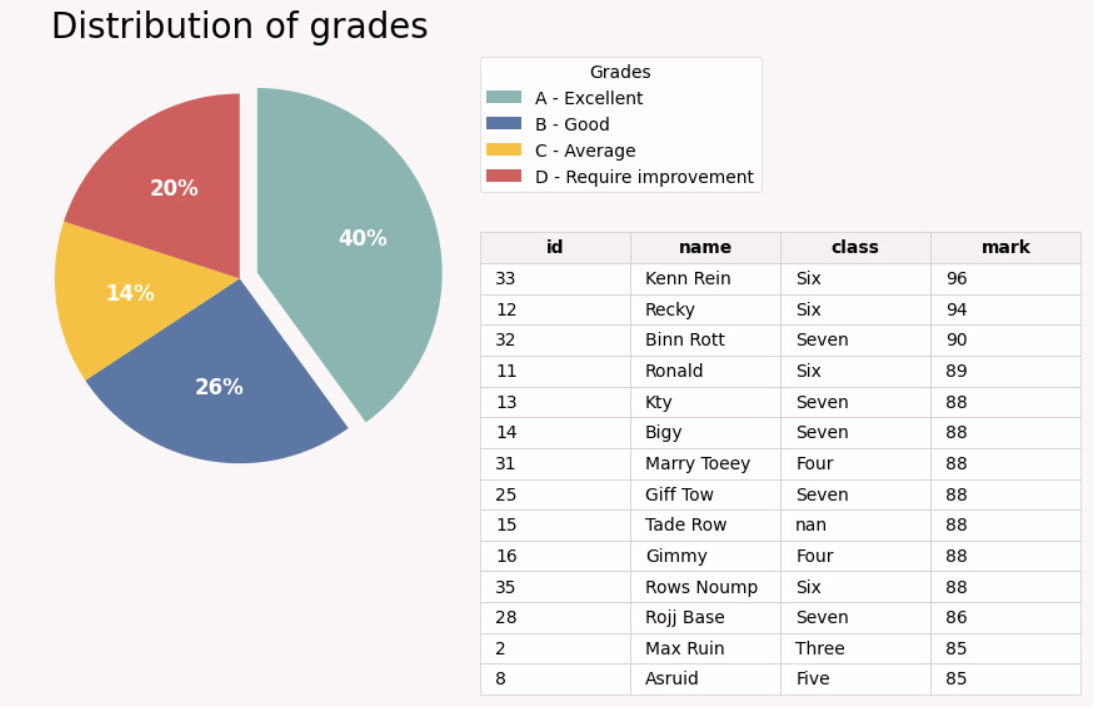 Distribution of grades
20%
40%
14%
26%
Grades
A - Excellent
B - Good
C - Average
D - Require improvement
id name class mark
33 Kenn Rein Six 96
12 Recky Six 94
32 Binn Rott Seven 90
11 Ronald Six 89
13 Kty Seven 88
14 Bigy Seven 88
31 Marry Toeey Four 88
25 Giff Tow Seven 88
15 Tade Row nan 88
16 Gimmy Four 88
35 Rows Noump Six 88
28 Rojj Base Seven 86
2 Max Ruin Three 85
8 Asruid Five 85